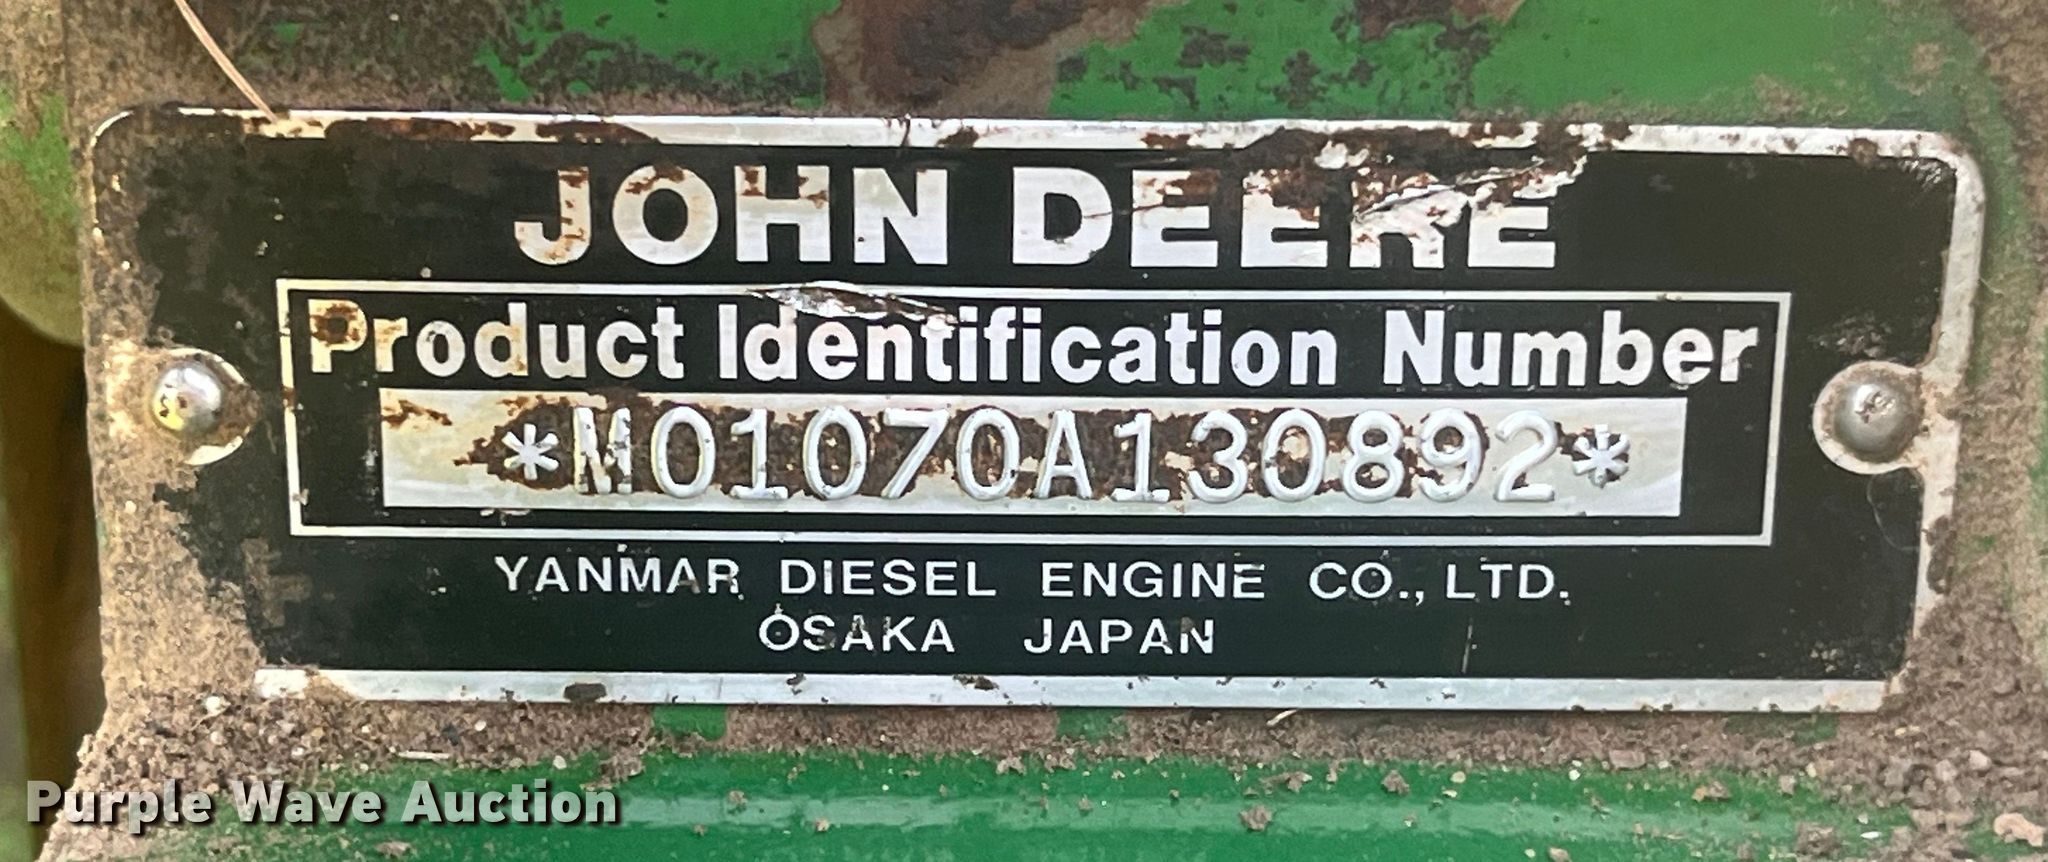 JOHN DEERE
Product Identification Number
*M01070A130892*
YANMAR DIESEL ENGINE CO., LTD.
OSAKA JAPAN
Purple Wave Auction